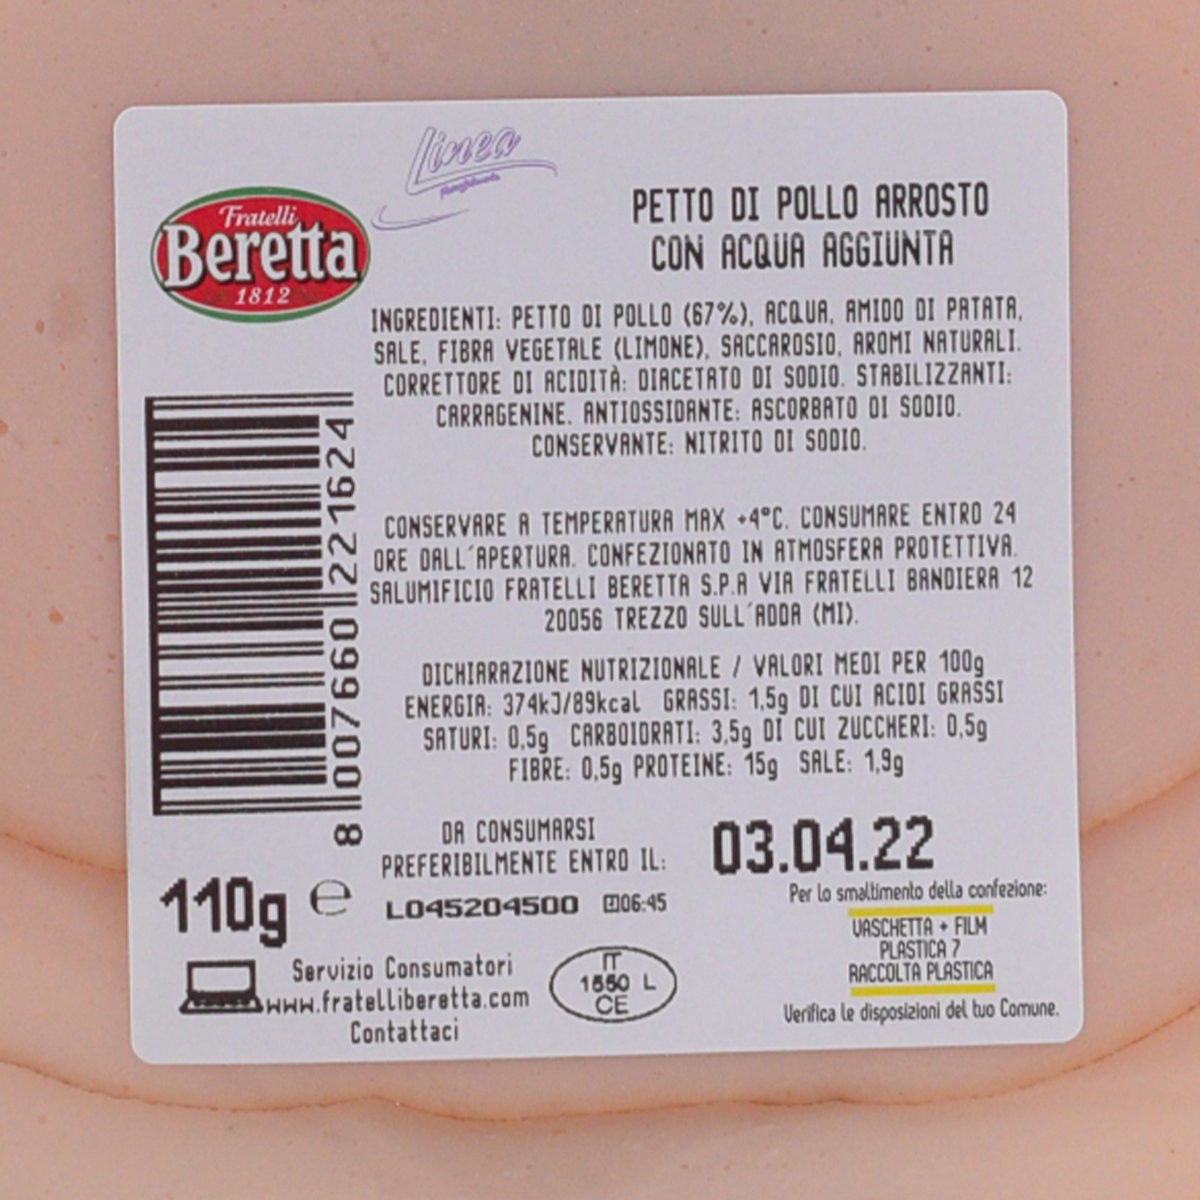 Linea
Fratelli
Beretta
1812
PETTO DI POLLO ARROSTO
CON ACQUA AGGIUNTA
INGREDIENTI: PETTO DI POLLO (67%), ACQUA, AMIDO DI PATATA,
SALE, FIBRA VEGETALE (LIMONE), SACCAROSIO, AROMI NATURALI.
CORRETTORE DI ACIDITÀ: DIACETATO DI SODIO. STABILIZZANTI:
CARRAGENINE. ANTIOSSIDANTE: ASCORBATO DI SODIO.
CONSERVANTE: NITRITO DI SODIO.
CONSERVARE A TEMPERATURA MAX +4°C. CONSUMARE ENTRO 24
ORE DALL'APERTURA. CONFEZIONATO IN ATMOSFERA PROTETTIVA.
SALUMIFICIO FRATELLI BERETTA S.P.A VIA FRATELLI BANDIERA 12
20056 TREZZO SULL'ADDA (MI).
DICHIARAZIONE NUTRIZIONALE / VALORI MEDI PER 100g
ENERGIA: 374kJ/89kcal GRASSI: 1,5g DI CUI ACIDI GRASSI
SATURI: 0,5g CARBOIDRATI: 3,5g DI CUI ZUCCHERI: 0,5g
FIBRE: 0,5g PROTEINE: 15g SALE: 1,9g
8 007660 221624
DA CONSUMARSI
PREFERIBILMENTE ENTRO IL:
03.04.22
110g ℮
L045204500 06:45
Servizio Consumatori
www.fratelliberetta.com
Contattaci
IT
1550 L
CE
Per lo smaltimento della confezione:
VASCHETTA + FILM
PLASTICA 7
RACCOLTA PLASTICA
Verifica le disposizioni del tuo Comune.